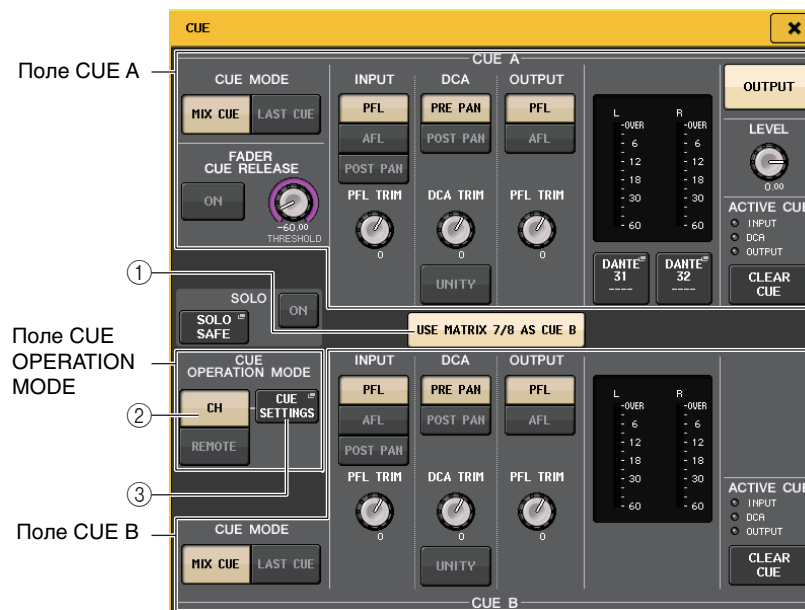 CUE
CUE A
Поле CUE A
CUE MODE
INPUT
DCA
OUTPUT
OUTPUT
MIX CUE
LAST CUE
PFL
PRE PAN
PFL
AFL
POST PAN
AFL
POST PAN
L
R
-OVER
-OVER
- 6
- 6
- 12
- 12
- 18
- 18
- 30
- 30
- 60
- 60
LEVEL
0.00
FADER
CUE RELEASE
ON
-60.00
THRESHOLD
PFL TRIM
DCA TRIM
PFL TRIM
0
0
0
UNITY
DANTE
31
----
DANTE
32
----
ACTIVE CUE
INPUT
DCA
OUTPUT
CLEAR
CUE
①
SOLO
SOLO
SAFE
ON
USE MATRIX 7/8 AS CUE B
Поле CUE
OPERATION
MODE
CUE
OPERATION MODE
CH
CUE
SETTINGS
REMOTE
②
③
INPUT
DCA
OUTPUT
PFL
PRE PAN
PFL
AFL
POST PAN
AFL
POST PAN
L
R
-OVER
-OVER
- 6
- 6
- 12
- 12
- 18
- 18
- 30
- 30
- 60
- 60
PFL TRIM
DCA TRIM
PFL TRIM
0
0
0
UNITY
ACTIVE CUE
INPUT
DCA
OUTPUT
CLEAR
CUE
Поле CUE B
CUE MODE
MIX CUE
LAST CUE
CUE B